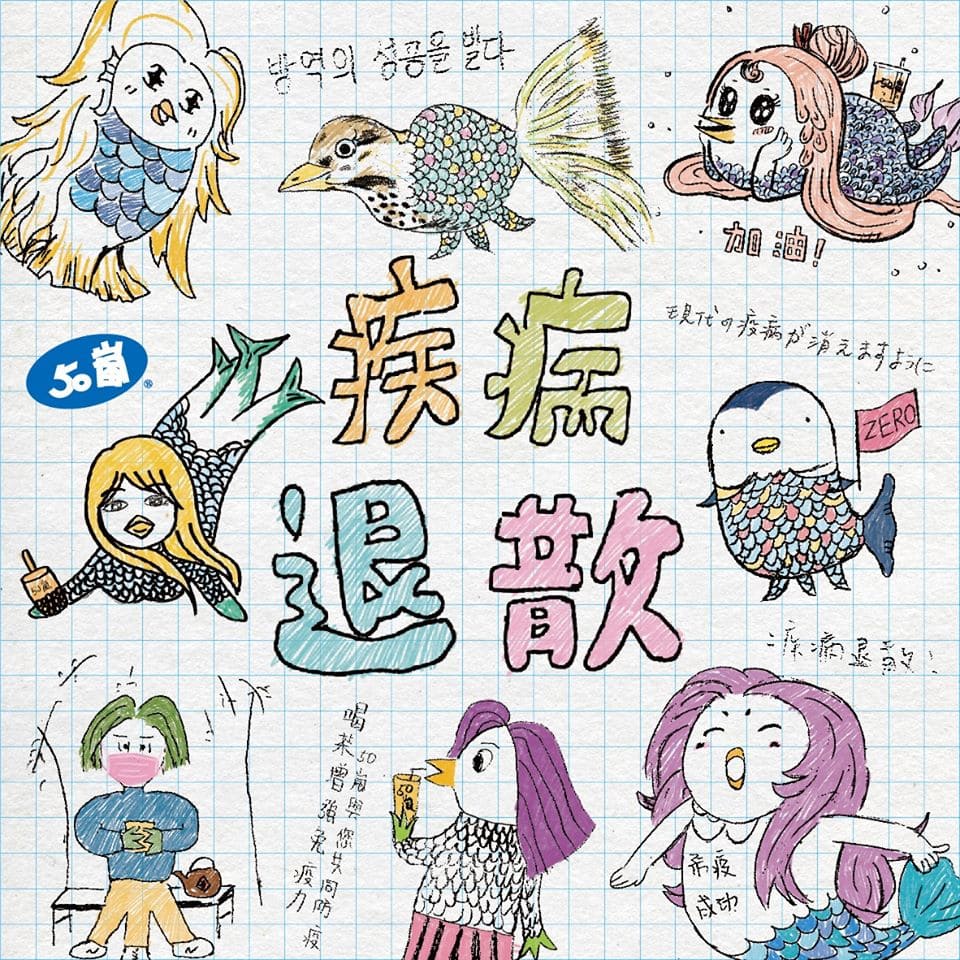 방역의 성공을 빌다
加油!
50嵐®
疾病
現代の疫病が消えますように
ZERO
退散
50嵐
疾病退散!
50嵐與您共同防疫
喝茶增強免疫力
50嵐
防疫
成功